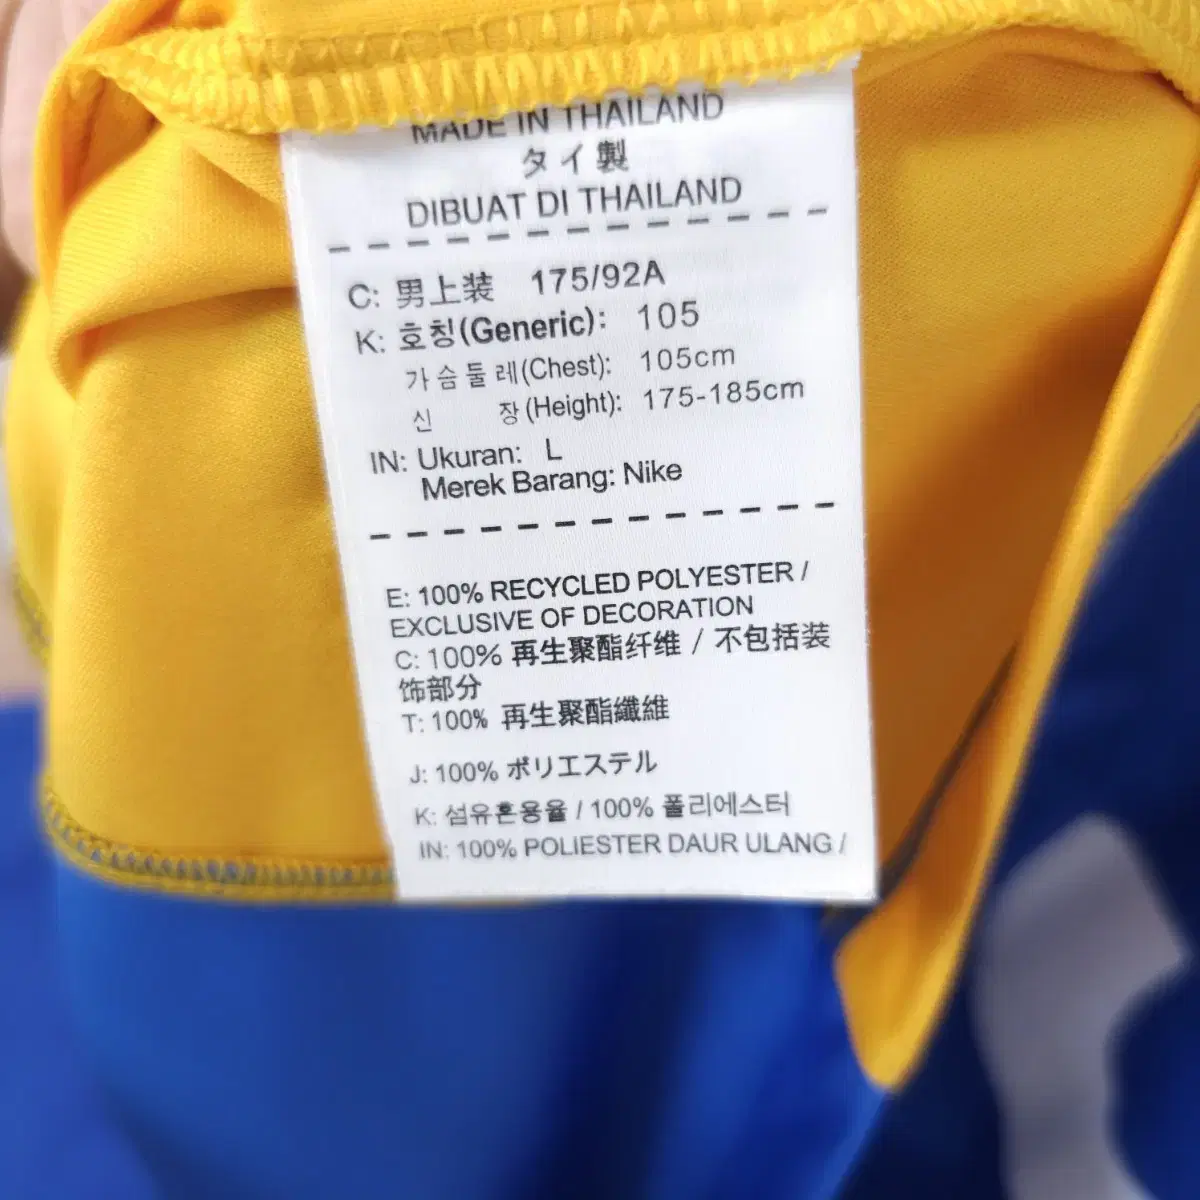 MADE IN THAILAND
タイ製
DIBUAT DI THAILAND
C: 男上装 175/92A
K: 호칭(Generic): 105
가슴둘레(Chest): 105cm
신 장(Height): 175-185cm
IN: Ukuran: L
Merek Barang: Nike
E: 100% RECYCLED POLYESTER /
EXCLUSIVE OF DECORATION
C: 100% 再生聚酯纤维 / 不包括装
饰部分
T: 100% 再生聚酯纖維
J: 100% ポリエステル
K: 섬유혼용율 / 100% 폴리에스터
IN: 100% POLIESTER DAUR ULANG /